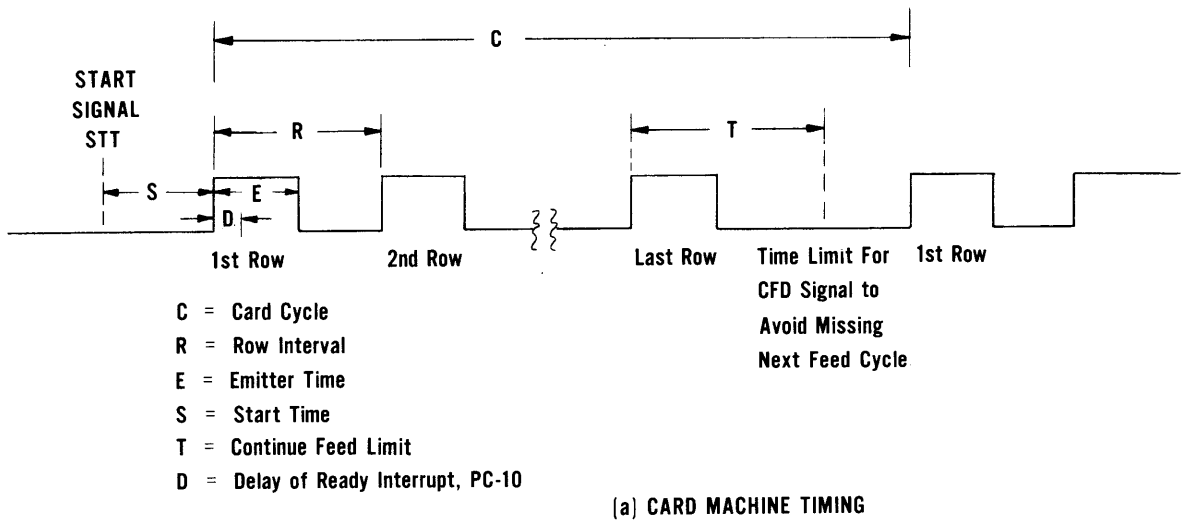 C
START
SIGNAL
STT
R
T
S
E
D
1st Row
2nd Row
Last Row
Time Limit For
CFD Signal to
Avoid Missing
Next Feed Cycle
1st Row
C = Card Cycle
R = Row Interval
E = Emitter Time
S = Start Time
T = Continue Feed Limit
D = Delay of Ready Interrupt, PC-10
(a) CARD MACHINE TIMING